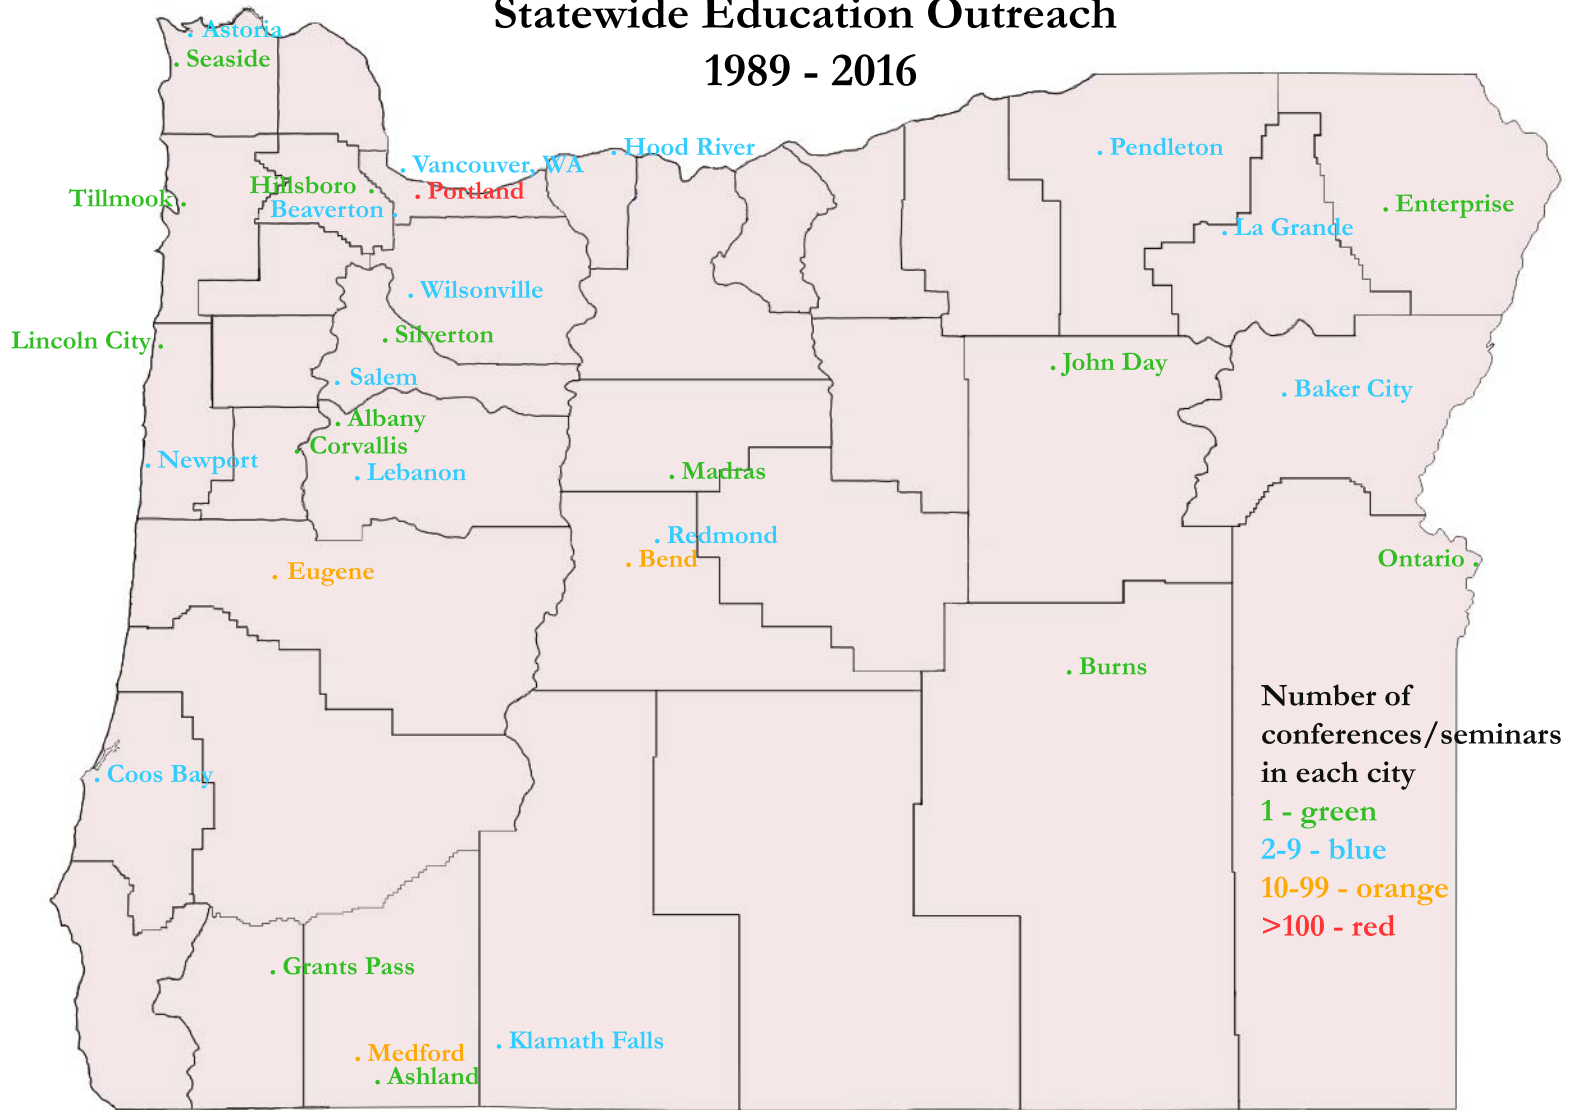 Statewide Education Outreach
1989 - 2016
. Astoria
. Seaside
. Hood River
. Pendleton
. Vancouver, WA
Hillsboro .
. Portland
Tillmook .
Beaverton .
. Enterprise
. La Grande
. Wilsonville
. Silverton
Lincoln City .
. John Day
. Salem
. Baker City
. Albany
. Corvallis
. Newport
. Lebanon
. Madras
. Redmond
. Bend
Ontario .
. Eugene
. Burns
Number of
conferences/seminars
in each city
1 - green
2-9 - blue
10-99 - orange
>100 - red
. Coos Bay
. Grants Pass
. Klamath Falls
. Medford
. Ashland